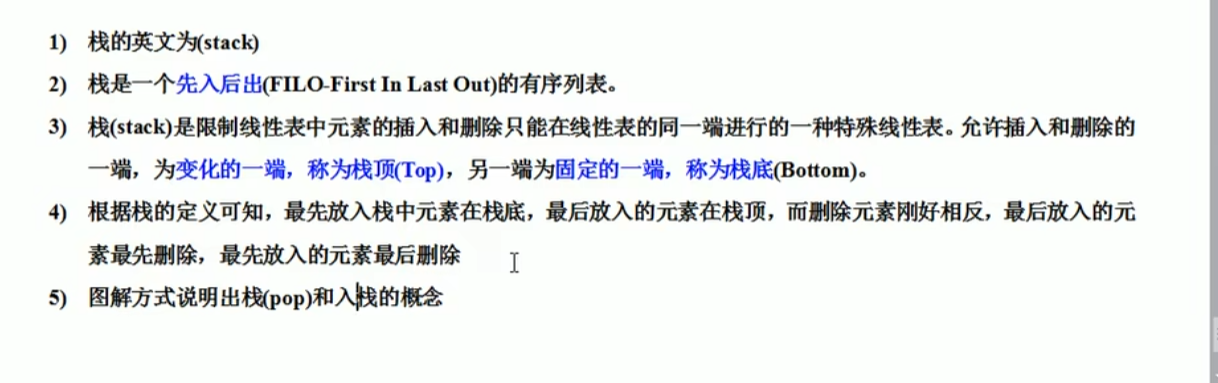 1) 栈的英文为(stack)
2) 栈是一个先入后出(FILO-First In Last Out)的有序列表。
3) 栈(stack)是限制线性表中元素的插入和删除只能在线性表的同一端进行的一种特殊线性表。允许插入和删除的
一端，为变化的一端，称为栈顶(Top)，另一端为固定的一端，称为栈底(Bottom)。
4) 根据栈的定义可知，最先放入栈中元素在栈底，最后放入的元素在栈顶，而删除元素刚好相反，最后放入的元
素最先删除，最先放入的元素最后删除
5) 图解方式说明出栈(pop)和入栈的概念